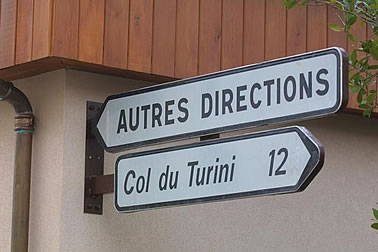 AUTRES DIRECTIONS
Col du Turini 12